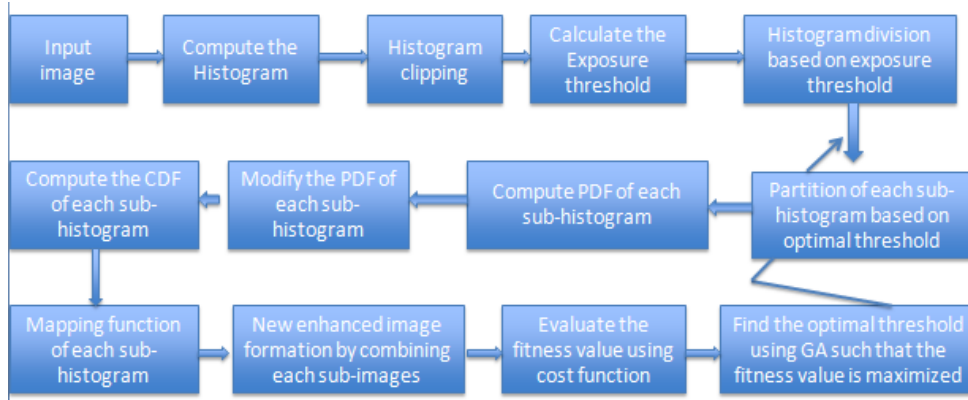 Input
image
Compute the
Histogram
Histogram
clipping
Calculate the
Exposure
threshold
Histogram division
based on exposure
threshold
Partition of each sub-
histogram based on
optimal threshold
Compute PDF of each
sub-histogram
Modify the PDF of
each sub-
histogram
Compute the CDF
of each sub-
histogram
Mapping function
of each sub-
histogram
New enhanced image
formation by combining
each sub-images
Evaluate the
fitness value using
cost function
Find the optimal threshold
using GA such that the
fitness value is maximized